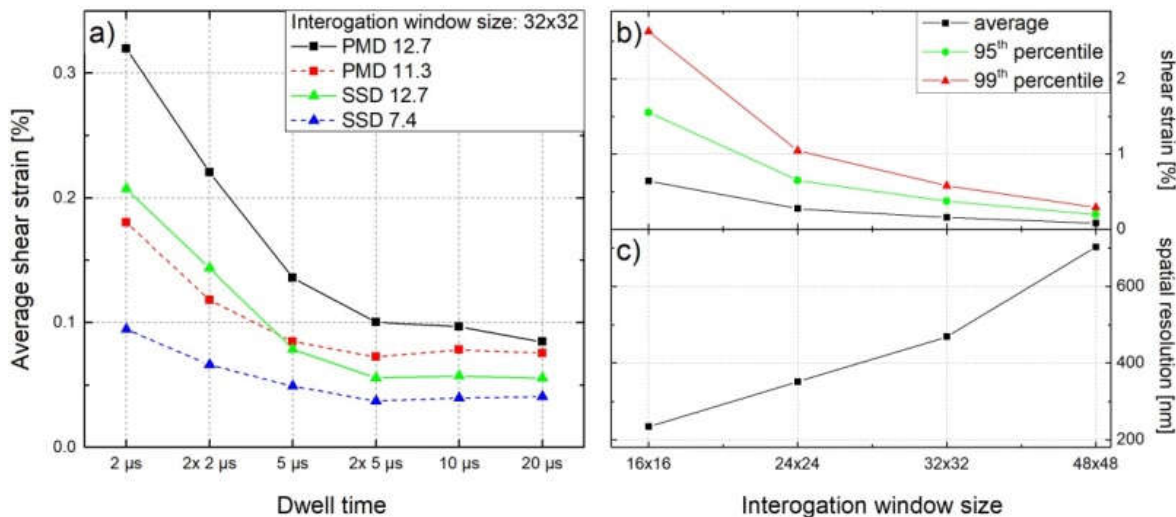 a)
Interogation window size: 32x32
PMD 12.7
PMD 11.3
SSD 12.7
SSD 7.4
0.3
0.2
0.1
0.0
Average shear strain [%]
2 µs
2x 2 µs
5 µs
2x 5 µs
10 µs
20 µs
Dwell time
b)
average
95th percentile
99th percentile
2
1
0
shear strain [%]
c)
600
400
200
spatial resolution [nm]
16x16
24x24
32x32
48x48
Interogation window size